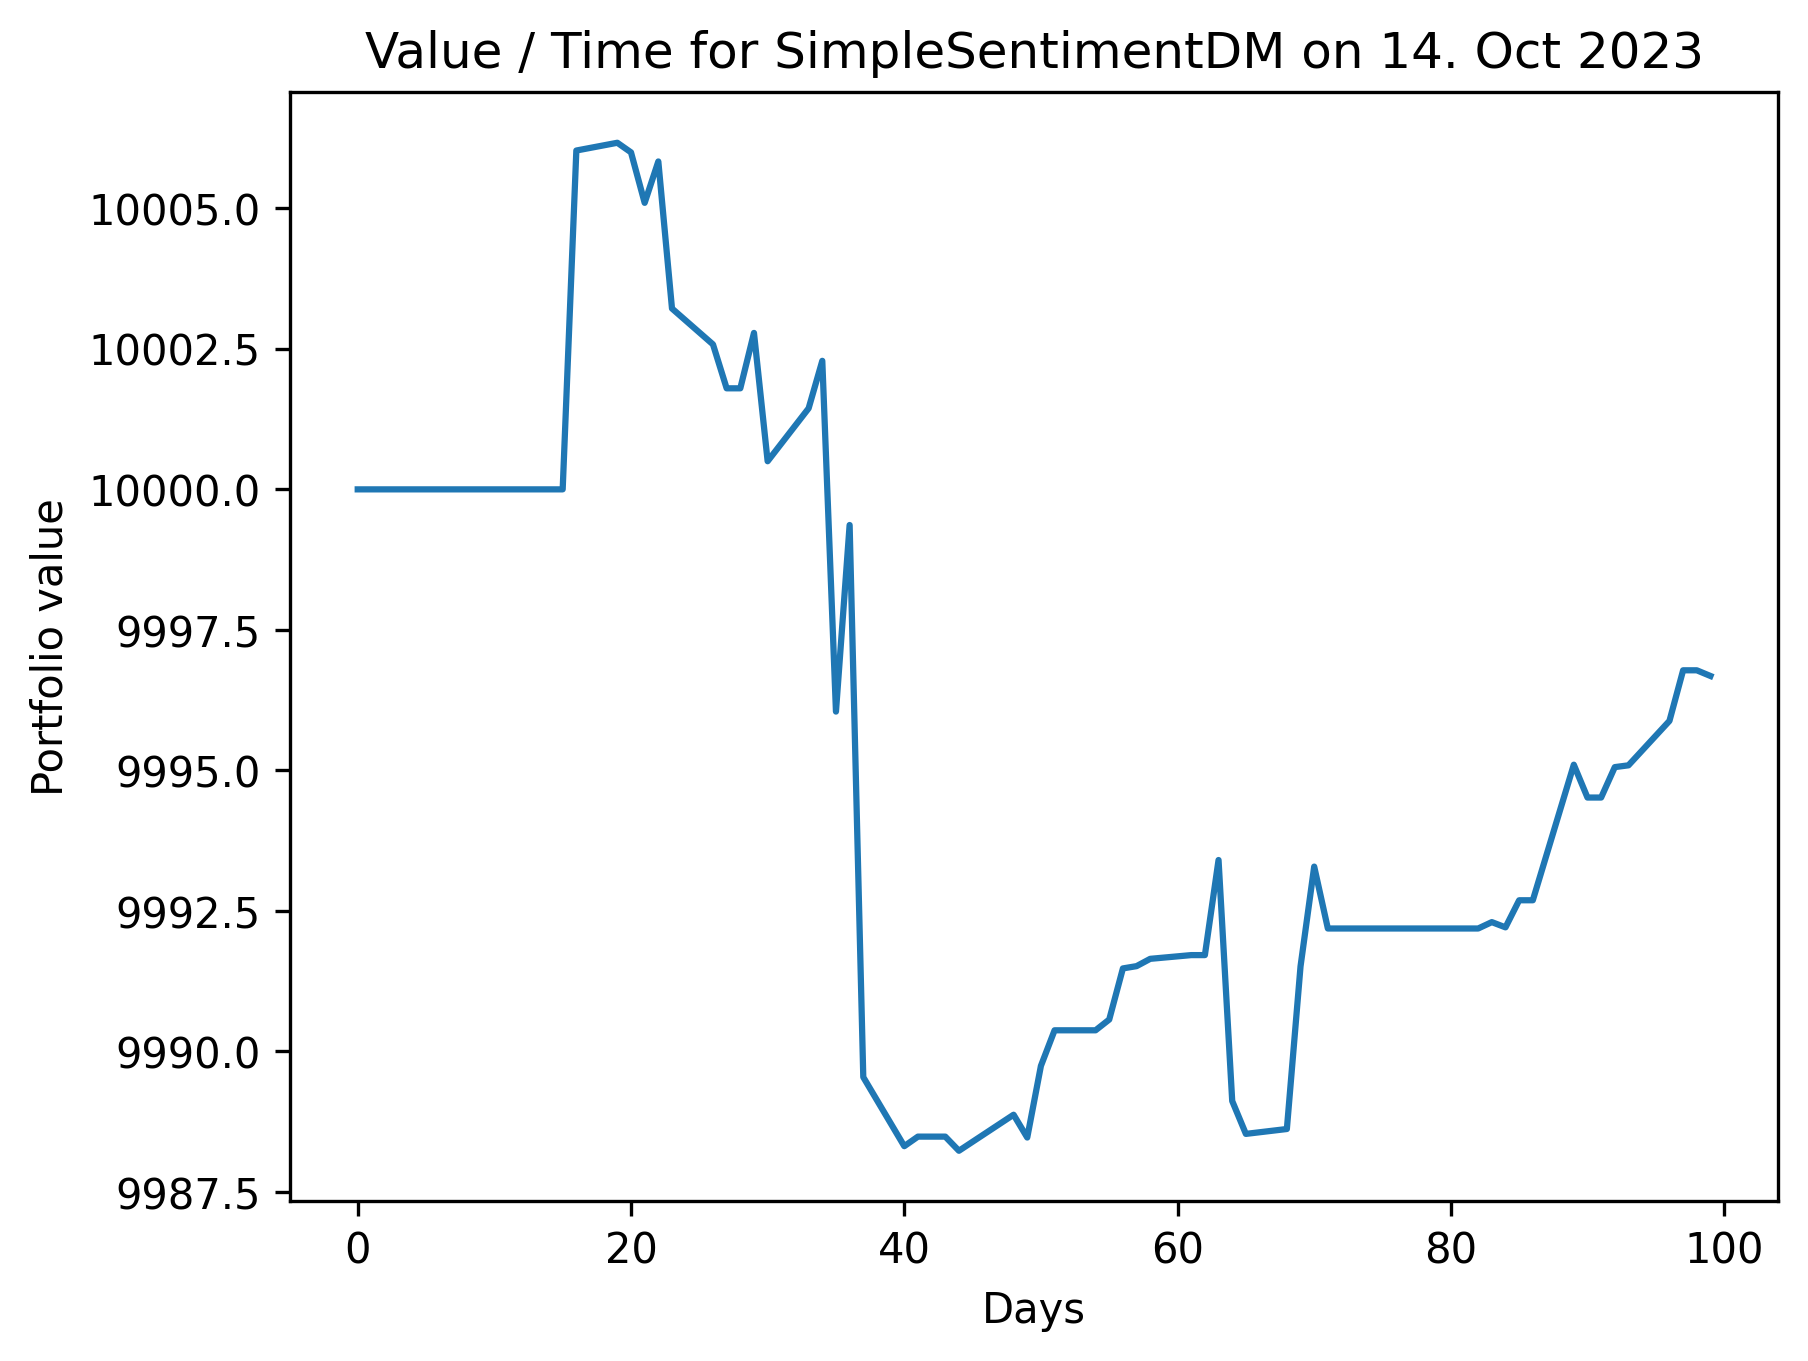 Value / Time for SimpleSentimentDM on 14. Oct 2023
Portfolio value
10005.0
10002.5
10000.0
9997.5
9995.0
9992.5
9990.0
9987.5
0 20 40 60 80 100
Days